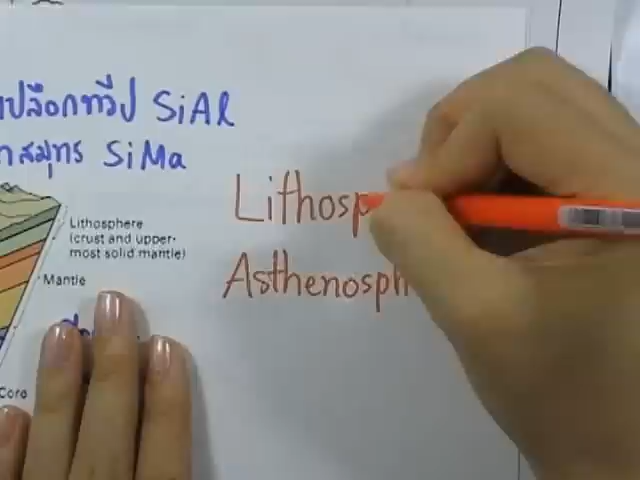 เปลือกทวีป SiAl
สมุทร SiMa
Lithosp
Asthenosph
Lithosphere
(crust and upper-
most solid mantle)
Mantle
Core